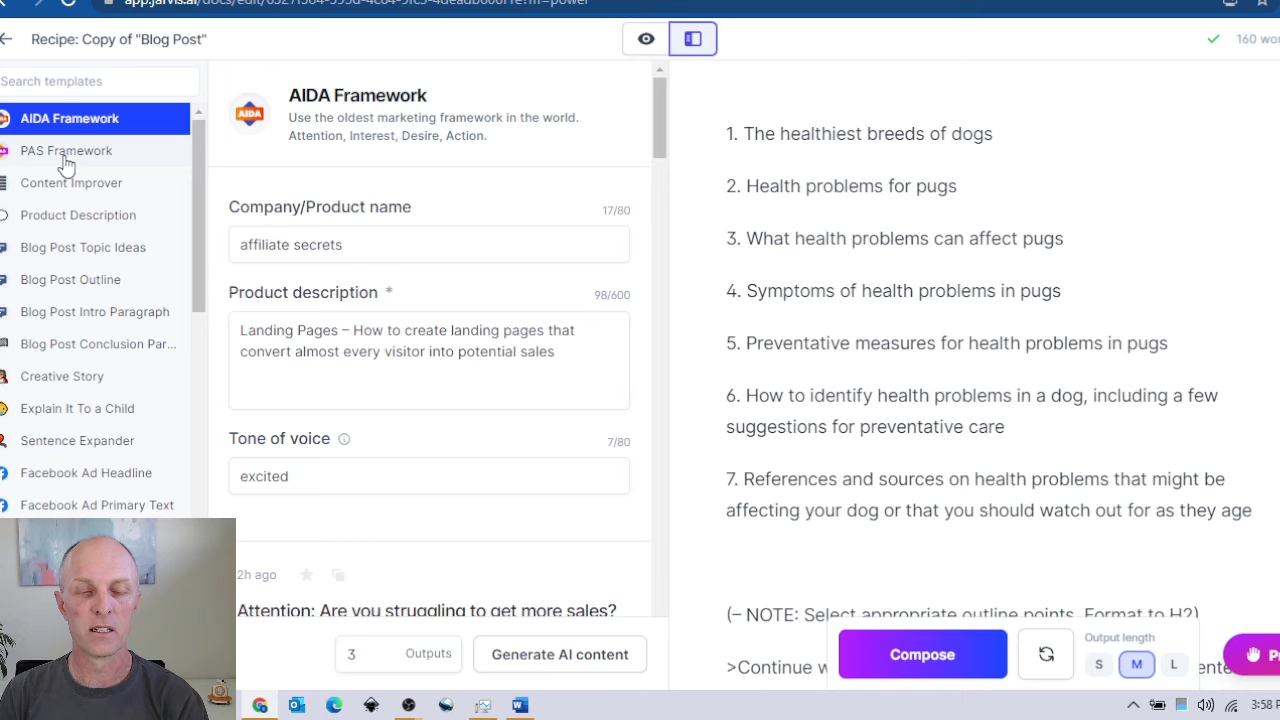 Recipe: Copy of "Blog Post"
160 wo
Search templates
AIDA Framework
PAS Framework
Content Improver
Product Description
Blog Post Topic Ideas
Blog Post Outline
Blog Post Intro Paragraph
Blog Post Conclusion Par...
Creative Story
Explain It To a Child
Sentence Expander
Facebook Ad Headline
Facebook Ad Primary Text
AIDA
AIDA Framework
Use the oldest marketing framework in the world.
Attention, Interest, Desire, Action.
Company/Product name
17/80
affiliate secrets
Product description *
98/600
Landing Pages – How to create landing pages that
convert almost every visitor into potential sales
Tone of voice
7/80
excited
2h ago
Attention: Are you struggling to get more sales?
3 Outputs
Generate AI content
1. The healthiest breeds of dogs
2. Health problems for pugs
3. What health problems can affect pugs
4. Symptoms of health problems in pugs
5. Preventative measures for health problems in pugs
6. How to identify health problems in a dog, including a few
suggestions for preventative care
7. References and sources on health problems that might be
affecting your dog or that you should watch out for as they age
(– NOTE: Select appropriate outline points. Format to H2)
>Continue w
Compose
Output length
S M L
3:58 P